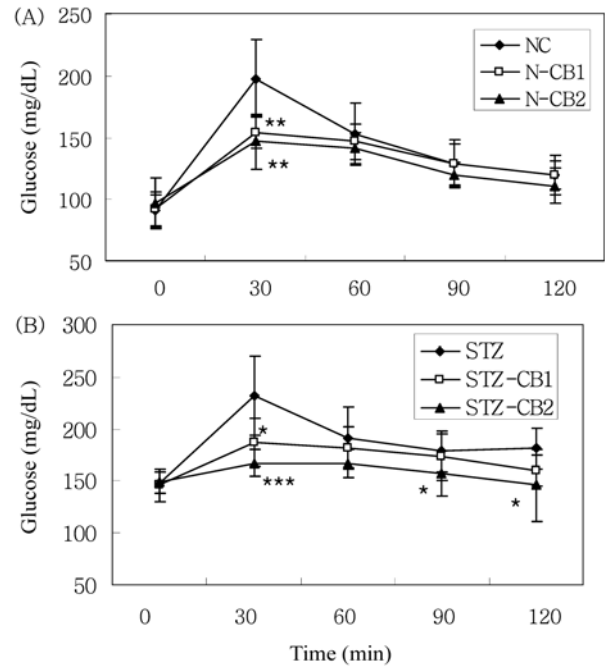 (A)
250
200
150
100
50
Glucose (mg/dL)
NC
N-CB1
N-CB2
**
**
0 30 60 90 120
(B)
300
250
200
150
100
50
Glucose (mg/dL)
STZ
STZ-CB1
STZ-CB2
*
***
*
*
0 30 60 90 120
Time (min)